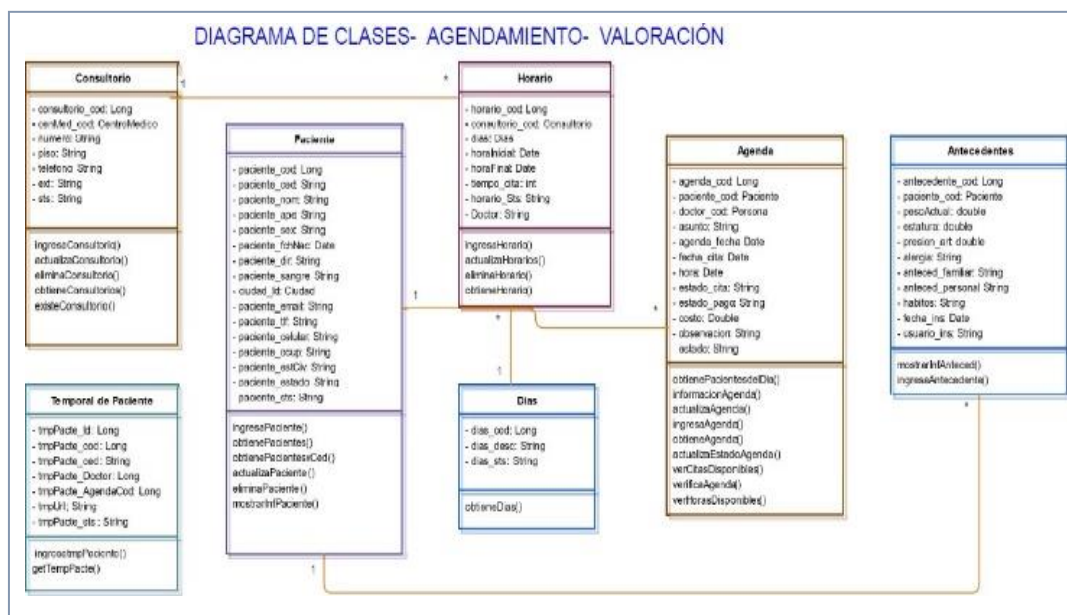 DIAGRAMA DE CLASES- AGENDAMIENTO- VALORACIÓN
Consultorio
- consultorio_cod: Long
- cenMed_cod: CentroMedico
- numero: String
- piso: String
- telefono: String
- ext: String
- sts: String
ingresaConsultorio()
actualizaConsultorio()
eliminaConsultorio()
obtieneConsultorios()
existeConsultorio()
1
*
Horario
- horario_cod: Long
- consultorio_cod: Consultorio
- dias: Dias
- horaInicial: Date
- horaFinal: Date
- tiempo_cita: int
- horario_Sts: String
- Doctor: String
ingresaHorario()
actualizaHorarios()
eliminaHorario()
obtieneHorario()
Paciente
- paciente_cod: Long
- paciente_ced: String
- paciente_nom: String
- paciente_ape: String
- paciente_sex: String
- paciente_fchNac: Date
- paciente_dir: String
- paciente_sangre: String
- ciudad_Id: Ciudad
- paciente_email: String
- paciente_tlf: String
- paciente_celular: String
- paciente_ocup: String
- paciente_estCiv: String
- paciente_estado: String
paciente_sts: String
ingresaPaciente()
obtienePacientes()
obtienePacientesxCed()
actualizaPaciente()
eliminaPaciente()
mostrarInfPaciente()
1
*
Agenda
- agenda_cod: Long
- paciente_cod: Paciente
- doctor_cod: Persona
- asunto: String
- agenda_fecha Date
- fecha_cita: Date
- hora: Date
- estado_cita: String
- estado_pago: String
- costo: Double
- observacion: String
estado: String
obtienePacientesdelDia()
informacionAgenda()
actualizaAgencia()
ingresaAgenda()
obtieneAgenda()
actualizaEstadoAgenda()
verCitasDisponibles()
verificaAgenda()
verHorasDisponibles()
Antecedentes
- antecedente_cod: Long
- paciente_cod: Paciente
- pesoActual: double
- estatura: double
- presion_art: double
- alergia: String
- anteced_familiar: String
- anteced_personal: String
- habitos: String
- fecha_ins: Date
- usuario_ins: String
mostrarInfAnteced()
ingresaAntecedente()
*
Temporal de Paciente
- tmpPacte_Id: Long
- tmpPacte_cod: Long
- tmpPacte_ced: String
- tmpPacte_Doctor: Long
- tmpPacte_AgendaCod: Long
- tmpUrl: String
- tmpPacte_sts: String
ingresatmpPaciente()
getTempPacte()
*
1
Dias
- dias_cod: Long
- dias_desc: String
- dias_sts: String
obtieneDias()
1